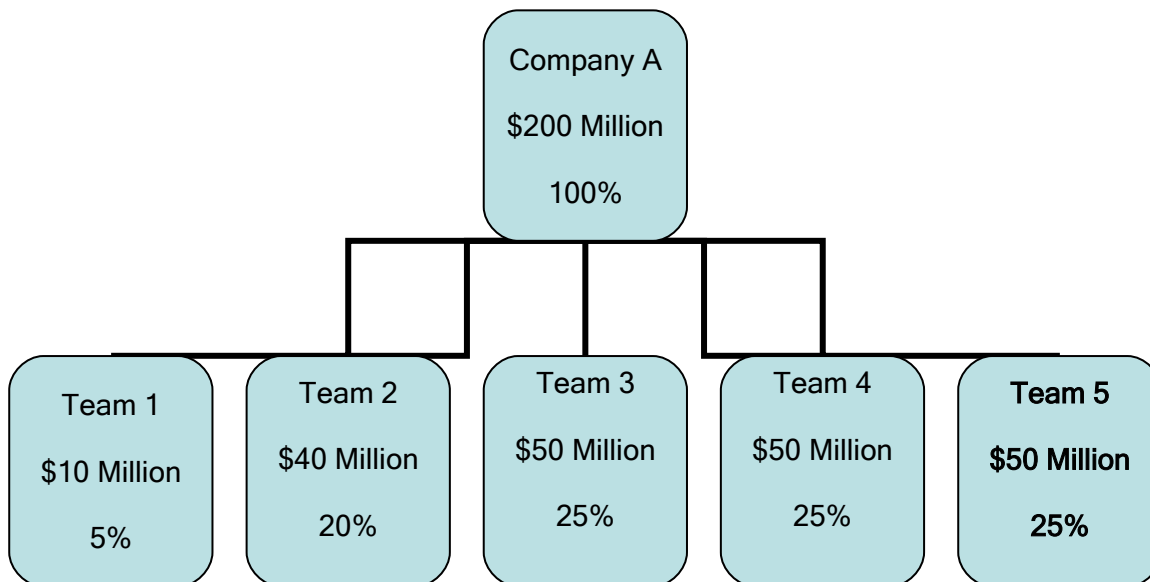 Company A
$200 Million
100%
Team 1
$10 Million
5%
Team 2
$40 Million
20%
Team 3
$50 Million
25%
Team 4
$50 Million
25%
Team 5
$50 Million
25%